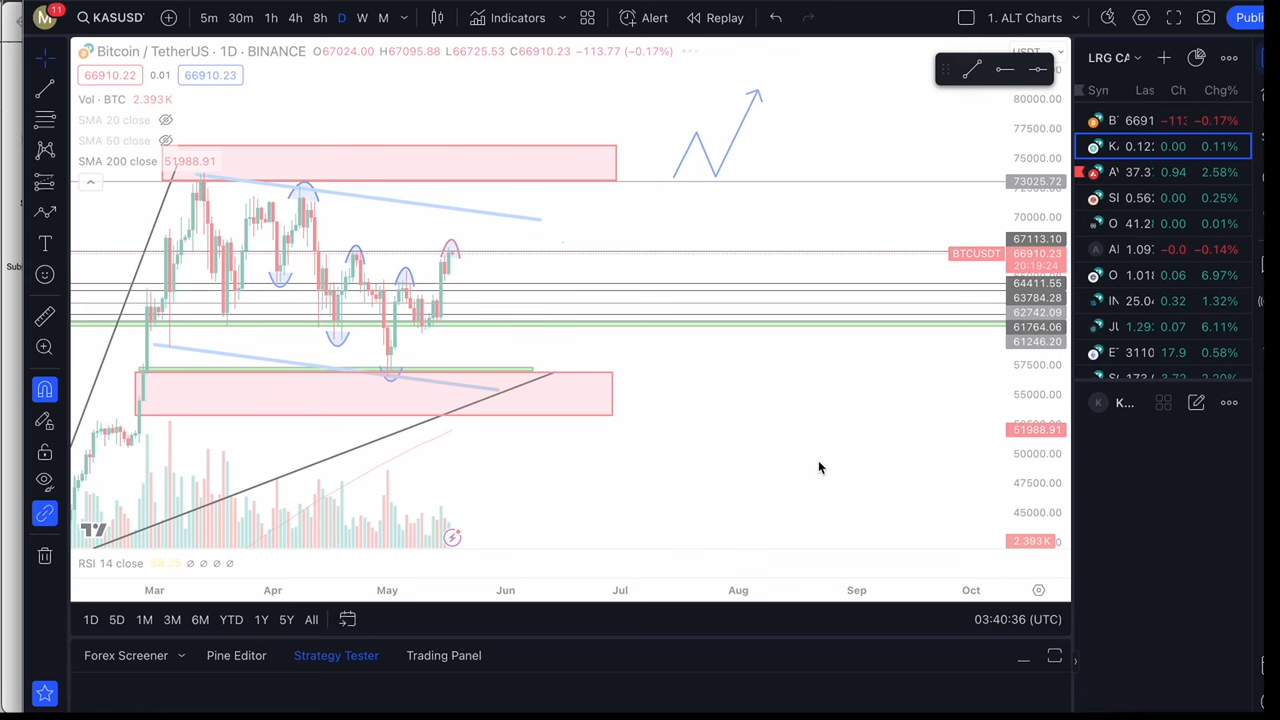 M 11 KASUSD 5m 30m 1h 4h 8h D W M Indicators Alert Replay 1. ALT Charts Publi
Bitcoin / TetherUS · 1D · BINANCE O67024.00 H67095.88 L66725.53 C66910.23 −113.77 (−0.17%)
66910.22 0.01 66910.23
Vol · BTC 2.393K
SMA 20 close
SMA 50 close
SMA 200 close 51988.91
80000.00
77500.00
75000.00
73025.72
70000.00
67113.10
BTCUSDT 66910.23
20:19:24
64411.55
63784.28
62742.09
61764.06
61246.20
57500.00
55000.00
51988.91
50000.00
47500.00
45000.00
2.393K
RSI 14 close 58.35 ∅ ∅ ∅ ∅
Mar Apr May Jun Jul Aug Sep Oct
1D 5D 1M 3M 6M YTD 1Y 5Y All 03:40:36 (UTC)
Forex Screener Pine Editor Strategy Tester Trading Panel
LRG CA
Syn Las Ch Chg%
6691 −0.17%
0.12 0.00 0.11%
37.3 0.94 2.58%
SI 0.56 0.00 0.25%
O 41.2 0.00 0.01%
AI 1.09 −0.0 −0.14%
O 1.01 0.06 6.97%
25.0 0.32 1.32%
1.29 0.07 6.11%
3110 17.9 0.58%
K K...
Sub